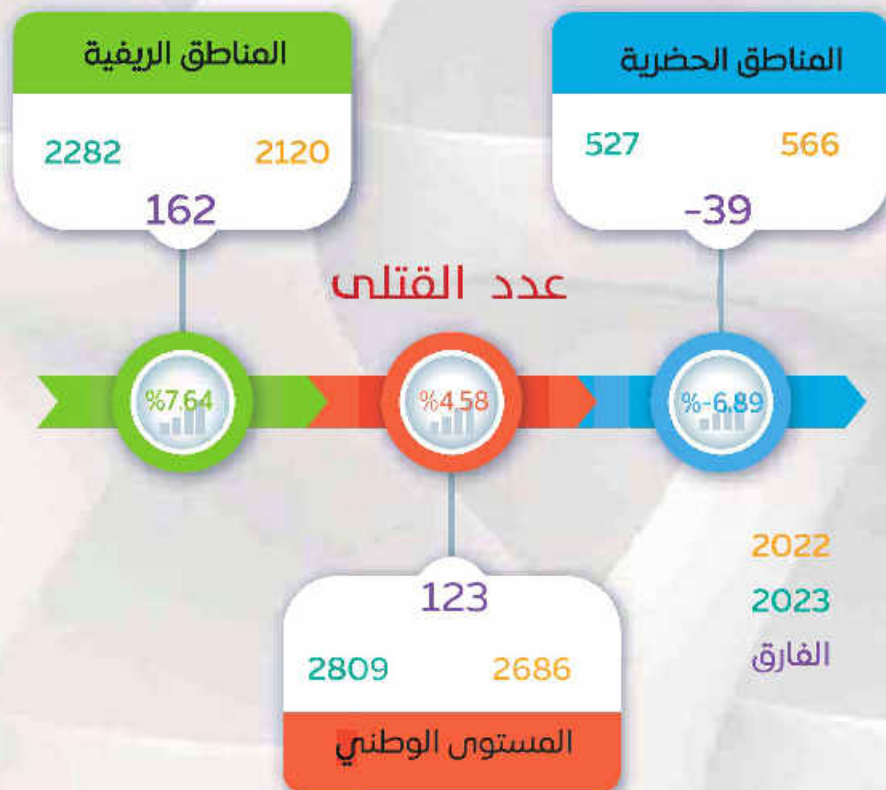 المناطق الحضرية
566 527
-39
المناطق الريفية
2120 2282
162
عدد القتلى
%-6.89 %4.58 %7.64
2022
2023
الفارق
123
2686 2809
المستوى الوطني